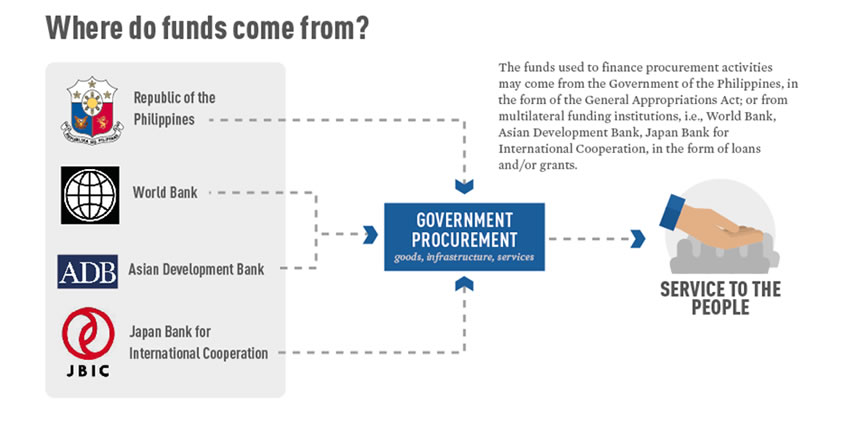 Where do funds come from?
Republic of the
Philippines
World Bank
ADB
Asian Development Bank
JBIC
Japan Bank for
International Cooperation
The funds used to finance procurement activities
may come from the Government of the Philippines, in
the form of the General Appropriations Act; or from
multilateral funding institutions, i.e., World Bank,
Asian Development Bank, Japan Bank for
International Cooperation, in the form of loans
and/or grants.
GOVERNMENT
PROCUREMENT
goods, infrastructure, services
SERVICE TO THE
PEOPLE